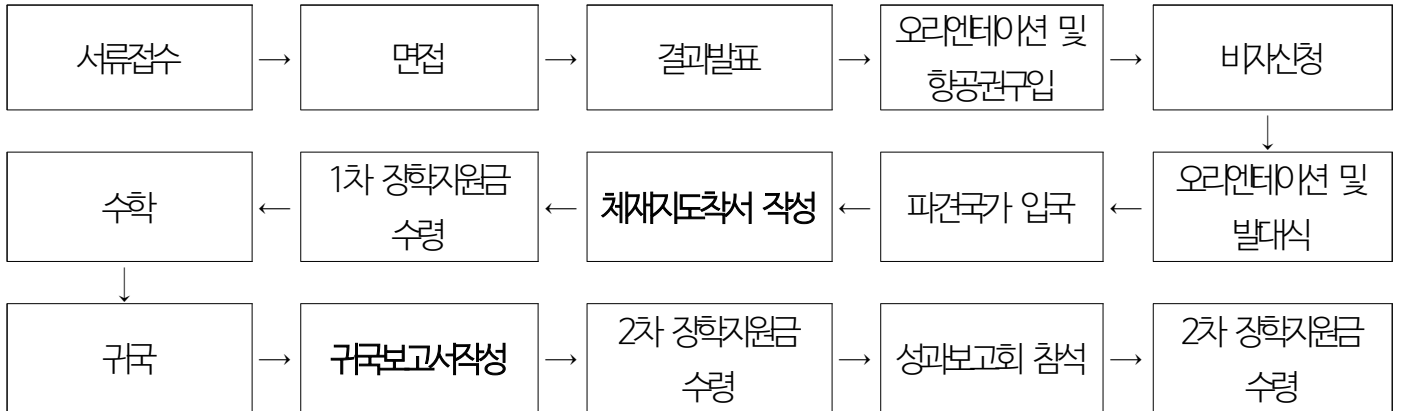 서류접수 → 면접 → 결과발표 → 오리엔테이션 및 항공권구입 → 비자신청
↓
수학 ← 1차 장학지원금 수령 ← 체재지도착서 작성 ← 파견국가 입국 ← 오리엔테이션 및 발대식
↓
귀국 → 귀국보고서작성 → 2차 장학지원금 수령 → 성과보고회 참석 → 2차 장학지원금 수령